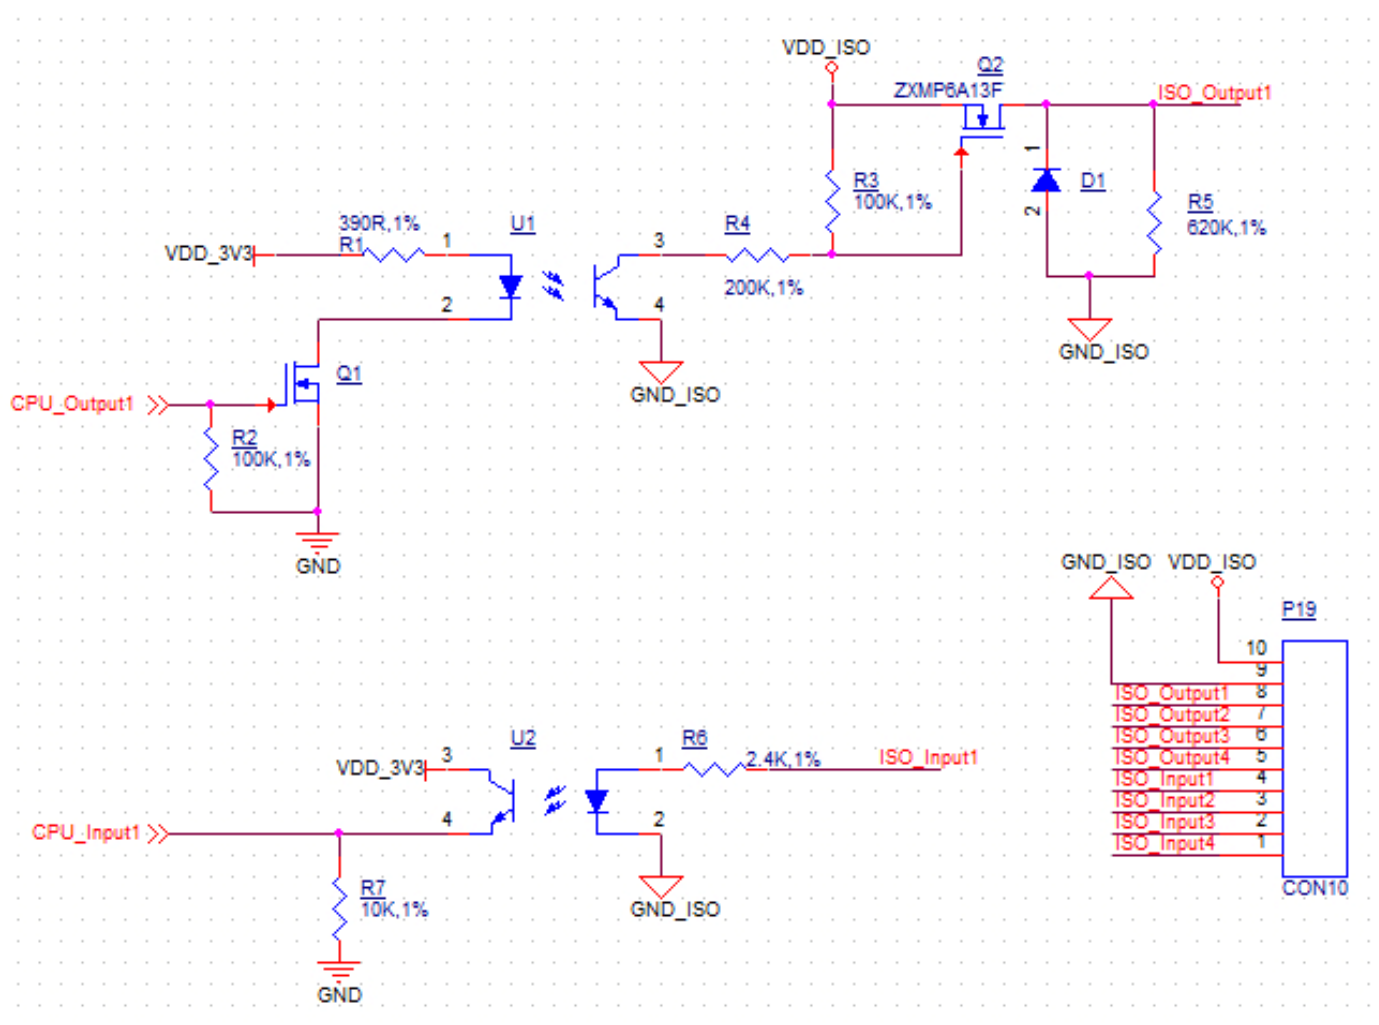 VDD_ISO
Q2
ZXMP6A13F
ISO_Output1
1
D1
2
R3
100K,1%
R5
620K,1%
390R,1%
R1
VDD_3V3
1
U1
3
R4
200K,1%
2
4
GND_ISO
GND_ISO
Q1
CPU_Output1
R2
100K,1%
GND
GND_ISO
VDD_ISO
P19
10
9
ISO_Output1
8
ISO_Output2
7
ISO_Output3
6
ISO_Output4
5
ISO_Input1
4
ISO_Input2
3
ISO_Input3
2
ISO_Input4
1
CON10
VDD_3V3
3
U2
1
R6
2.4K,1%
ISO_Input1
CPU_Input1
4
2
R7
10K,1%
GND_ISO
GND